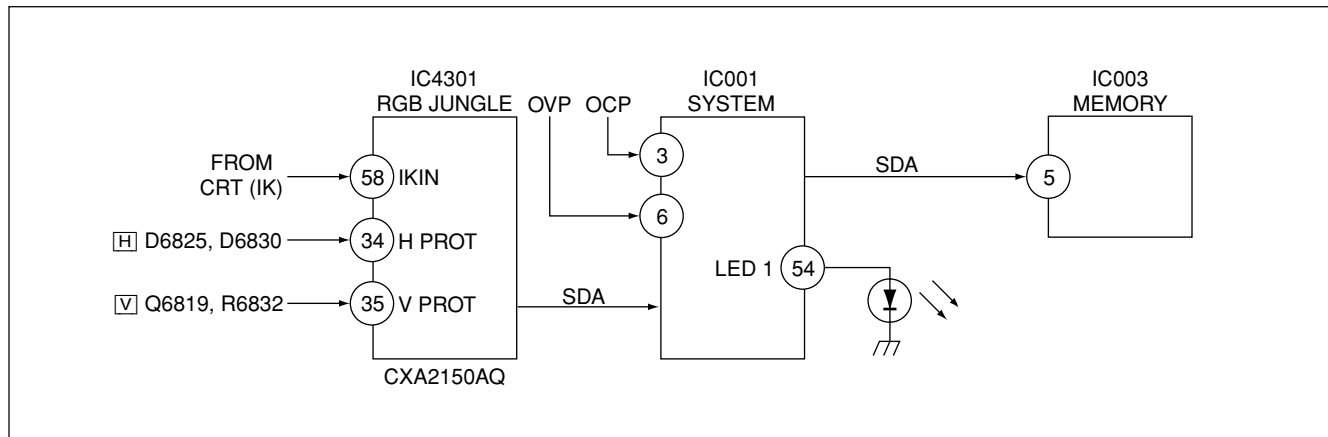 IC4301
RGB JUNGLE
OVP
OCP
IC001
SYSTEM
IC003
MEMORY
FROM
CRT (IK)
58
IKIN
3
SDA
5
6
H D6825, D6830
34
H PROT
LED 1
54
V Q6819, R6832
35
V PROT
SDA
CXA2150AQ